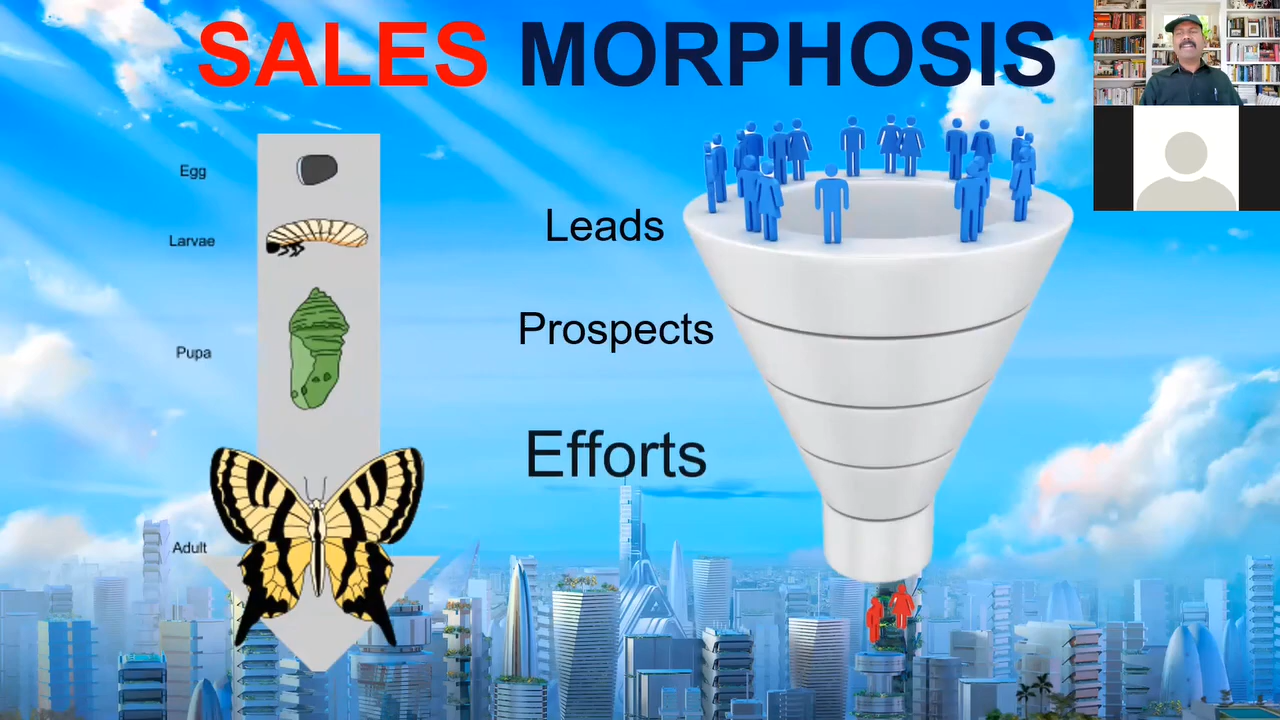 SALES MORPHOSIS
Egg
Larvae
Pupa
Adult
Leads
Prospects
Efforts